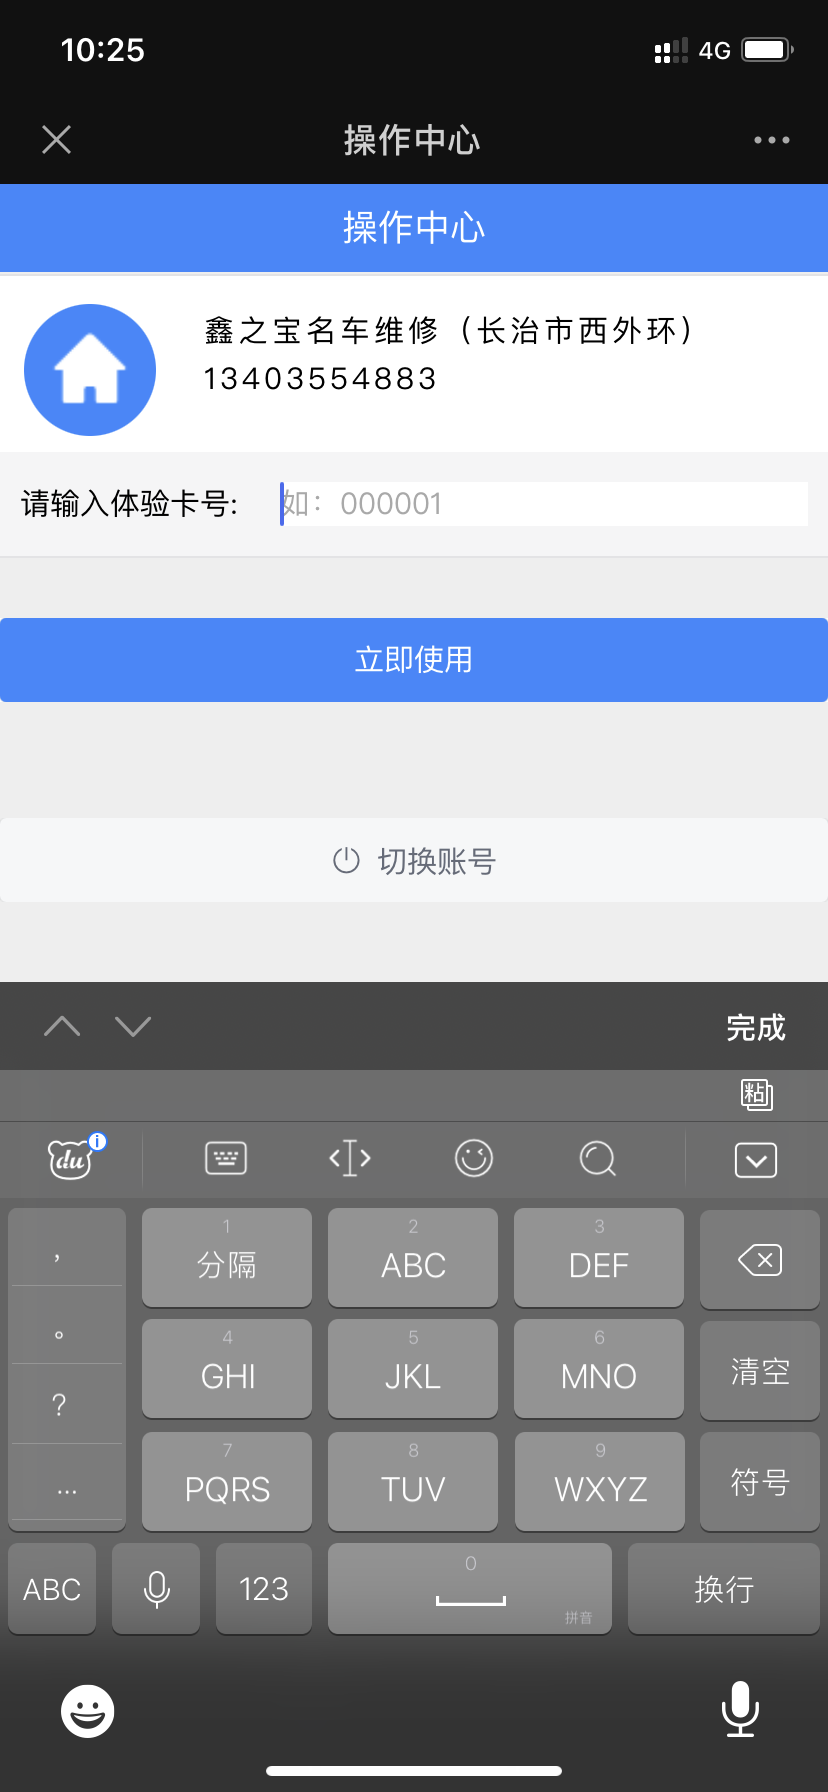 10:25
4G
操作中心
操作中心
鑫之宝名车维修（长治市西外环）
13403554883
请输入体验卡号:
如：000001
立即使用
切换账号
完成
粘
du
i
，
1
分隔
2
ABC
3
DEF
。
4
GHI
5
JKL
6
MNO
清空
?
...
7
PQRS
8
TUV
9
WXYZ
符号
ABC
123
0
拼音
换行